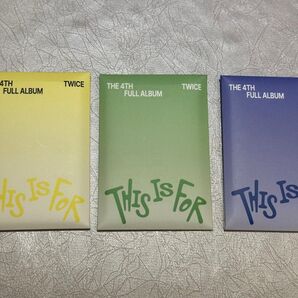 4TH TWICE
FULL ALBUM
THIS IS FOR
THE 4TH TWICE
FULL ALBUM
THIS IS FOR
THE 4TH
FULL ALBUM
THIS IS F